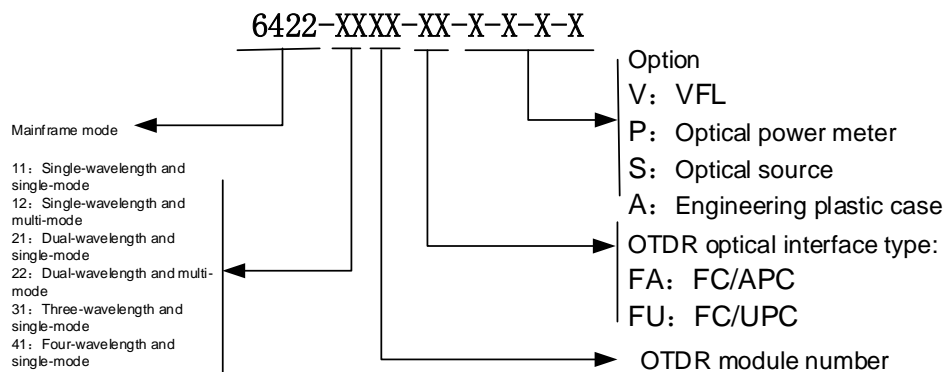 6422-XXXX-XX-X-X-X-X
Mainframe mode
11：Single-wavelength and
single-mode
12：Single-wavelength and
multi-mode
21：Dual-wavelength and
single-mode
22：Dual-wavelength and multi-
mode
31：Three-wavelength and
single-mode
41：Four-wavelength and
single-mode
Option
V：VFL
P：Optical power meter
S：Optical source
A：Engineering plastic case
OTDR optical interface type:
FA：FC/APC
FU：FC/UPC
OTDR module number